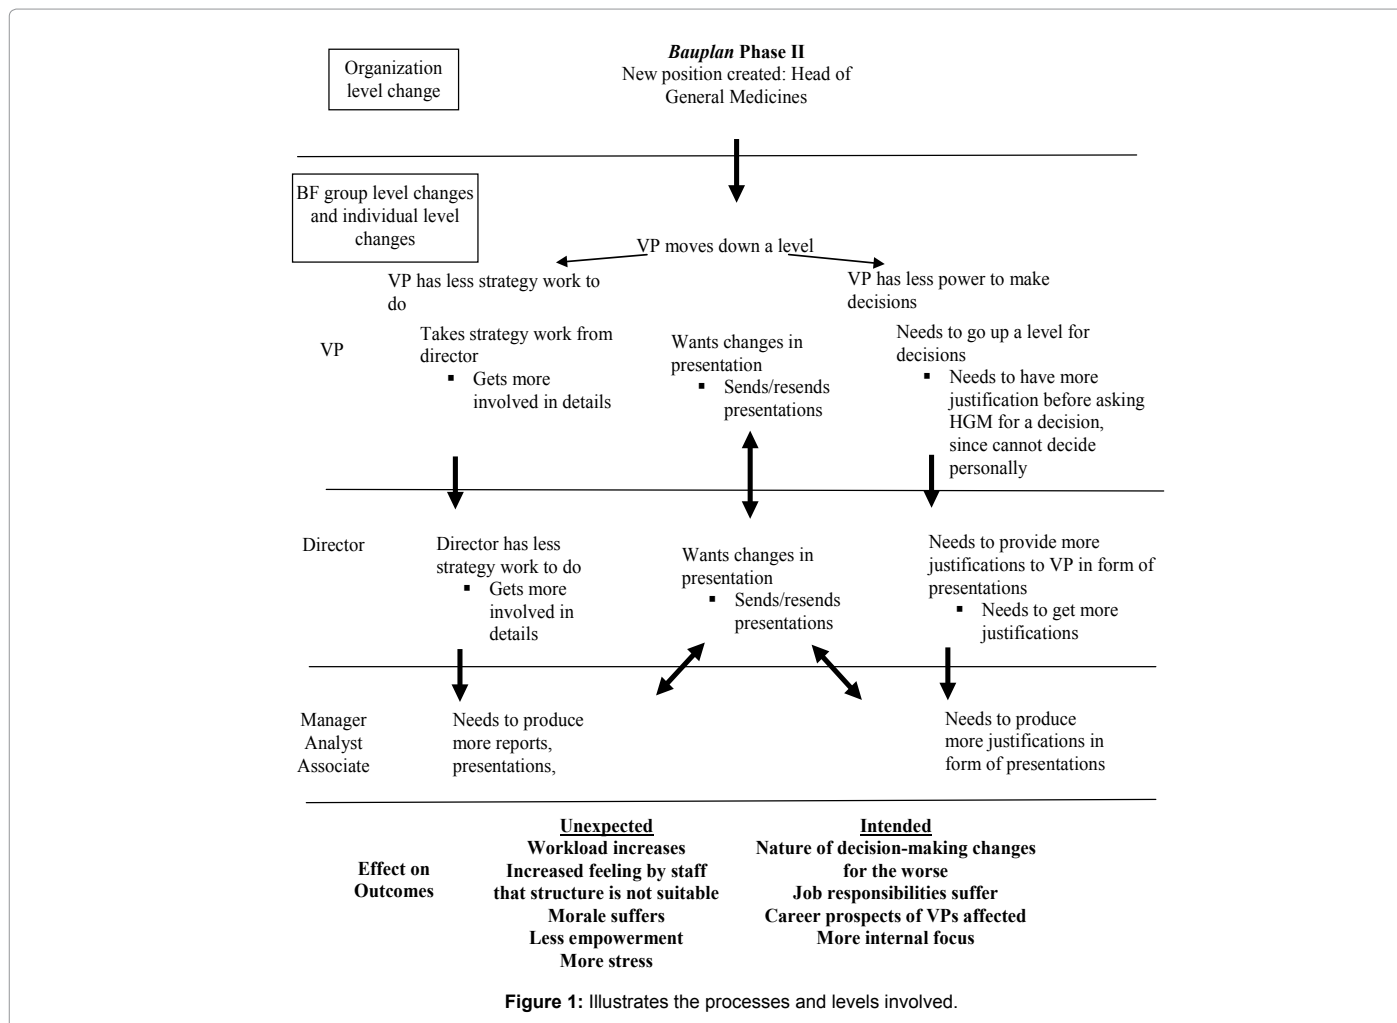 Organization
level change
Bauplan Phase II
New position created: Head of
General Medicines
BF group level changes
and individual level
changes
VP moves down a level
VP has less strategy work to
do
VP has less power to make
decisions
VP
Takes strategy work from
director
▪ Gets more
involved in details
Wants changes in
presentation
▪ Sends/resends
presentations
Needs to go up a level for
decisions
▪ Needs to have more
justification before asking
HGM for a decision,
since cannot decide
personally
Director
Director has less
strategy work to do
▪ Gets more
involved in
details
Wants changes in
presentation
▪ Sends/resends
presentations
Needs to provide more
justifications to VP in form of
presentations
▪ Needs to get more
justifications
Manager
Analyst
Associate
Needs to produce
more reports,
presentations,
Needs to produce
more justifications in
form of presentations
Effect on
Outcomes
Unexpected
Workload increases
Increased feeling by staff
that structure is not suitable
Morale suffers
Less empowerment
More stress
Intended
Nature of decision-making changes
for the worse
Job responsibilities suffer
Career prospects of VPs affected
More internal focus
Figure 1: Illustrates the processes and levels involved.